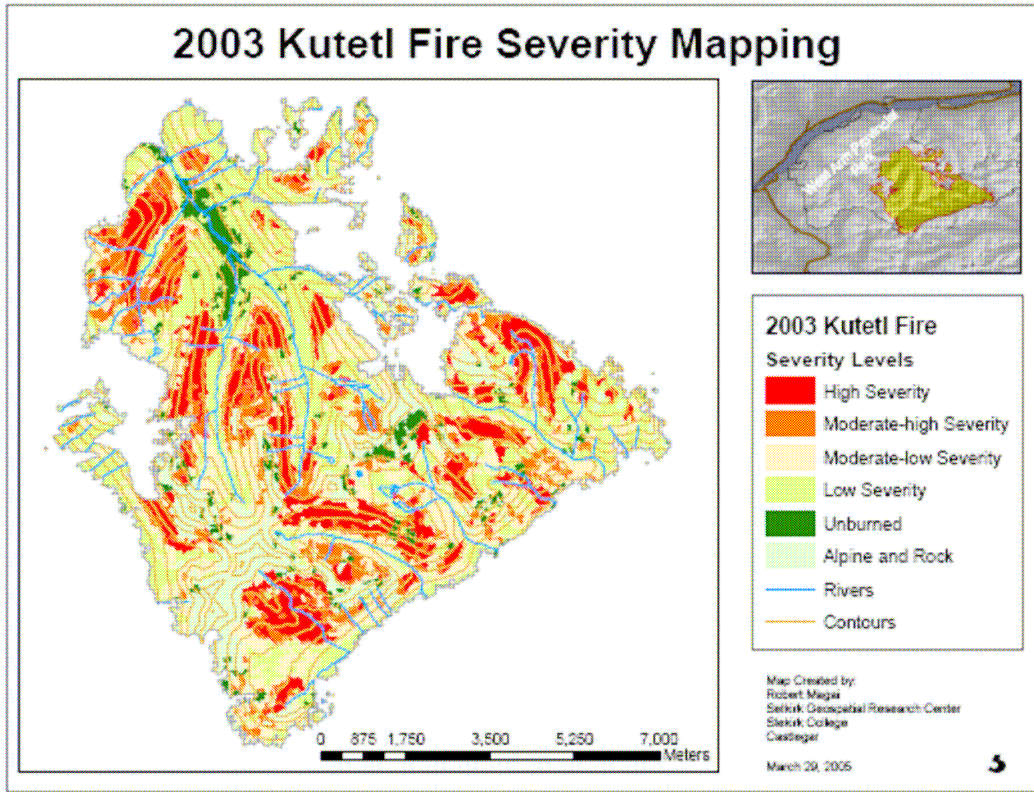 2003 Kutetl Fire Severity Mapping
2003 Kutetl Fire
Severity Levels
High Severity
Moderate-high Severity
Moderate-low Severity
Low Severity
Unburned
Alpine and Rock
Rivers
Contours
0 875 1,750 3,500 5,250 7,000
Meters
Map Created by:
Robert Magai
Selkirk Geospatial Research Center
Slekirk College
Castlegar
March 29, 2005